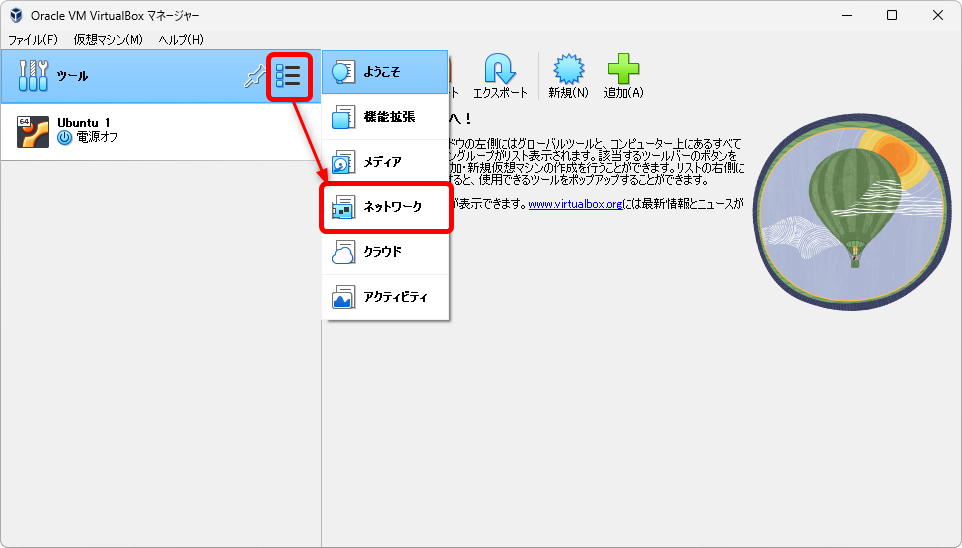 Oracle VM VirtualBox マネージャー
ファイル(F) 仮想マシン(M) ヘルプ(H)
ツール
64
Ubuntu 1
電源オフ
ようこそ
機能拡張
メディア
ネットワーク
クラウド
アクティビティ
ト エクスポート 新規(N) 追加(A)
へ！
ドウの左側にはグローバルツールと、コンピューター上にあるすべて
ングループがリスト表示されます。該当するツールバーのボタンを
加・新規仮想マシンの作成を行うことができます。リストの右側に
すると、使用できるツールをポップアップすることができます。
が表示できます。www.virtualbox.orgには最新情報とニュースが